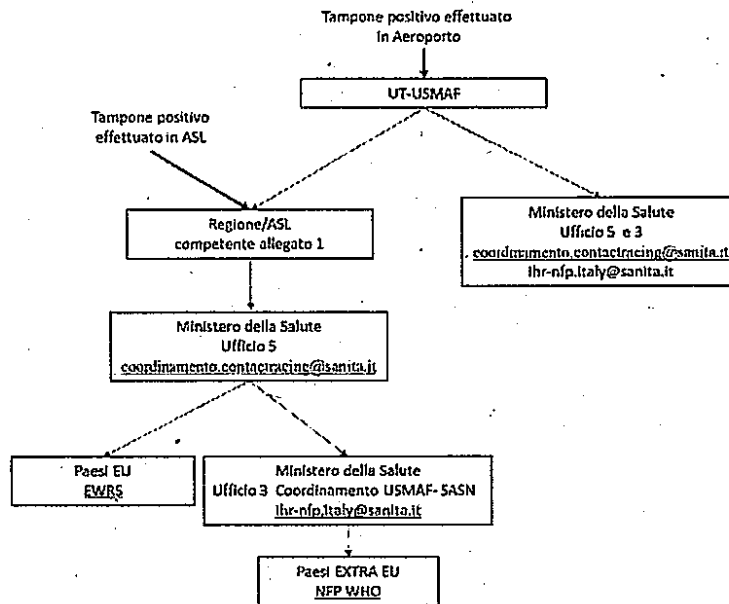 Tampone positivo effettuato
in Aeroporto
UT-USMAF
Tampone positivo
effettuato in ASL
Regione/ASL
competente allegato 1
Ministero della Salute
Ufficio 5 e 3
coordinamento.contactracing@sanita.it
ihr-nfp.italy@sanita.it
Ministero della Salute
Ufficio 5
coordinamento.contactracing@sanita.it
Paesi EU
EWRS
Ministero della Salute
Ufficio 3 Coordinamento USMAF- SASN
ihr-nfp.italy@sanita.it
Paesi EXTRA EU
NFP WHO